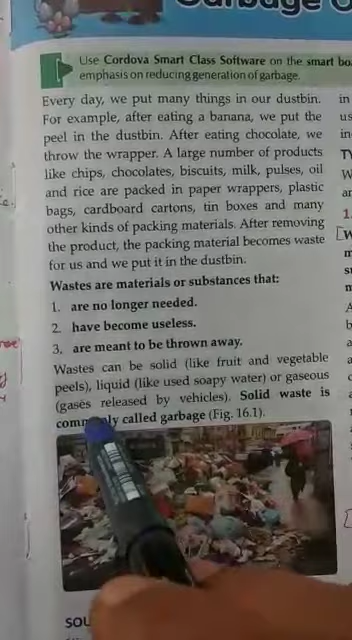 Garbage
Use Cordova Smart Class Software on the smart
emphasis on reducing generation of garbage.
Every day, we put many things in our dustbin.
For example, after eating a banana, we put the
peel in the dustbin. After eating chocolate, we
throw the wrapper. A large number of products
like chips, chocolates, biscuits, milk, pulses, oil
and rice are packed in paper wrappers, plastic
bags, cardboard cartons, tin boxes and many
other kinds of packing materials. After removing
the product, the packing material becomes waste
for us and we put it in the dustbin.
Wastes are materials or substances that:
1. are no longer needed.
2. have become useless.
3. are meant to be thrown away.
Wastes can be solid (like fruit and vegetable
peels), liquid (like used soapy water) or gaseous
(gases released by vehicles). Solid waste is
commonly called garbage (Fig. 16.1).